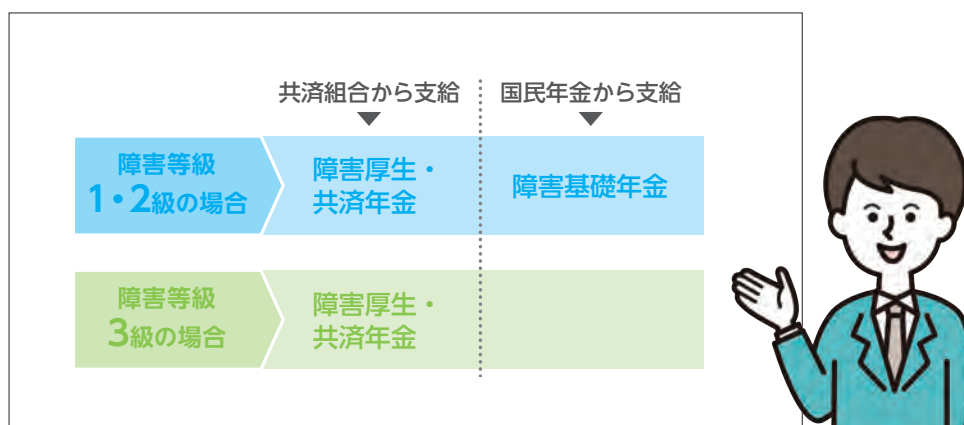 共済組合から支給
国民年金から支給
障害等級
1・2級の場合
障害厚生・
共済年金
障害基礎年金
障害等級
3級の場合
障害厚生・
共済年金